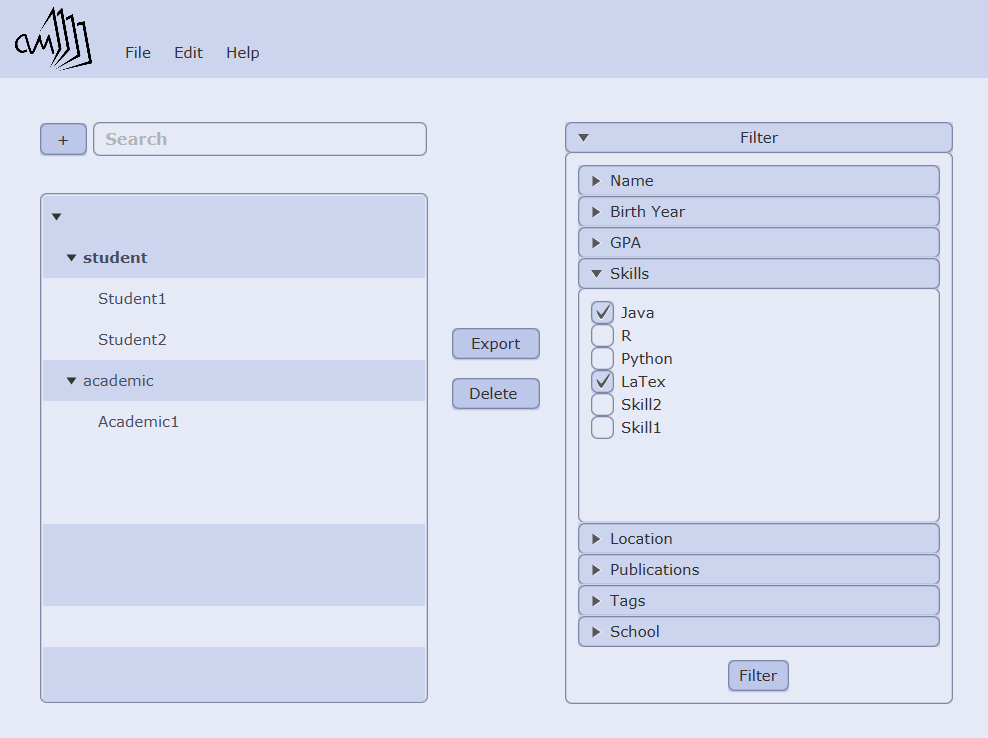 CVM
File Edit Help
+ Search
student
Student1
Student2
academic
Academic1
Export
Delete
Filter
Name
Birth Year
GPA
Skills
Java
R
Python
LaTex
Skill2
Skill1
Location
Publications
Tags
School
Filter